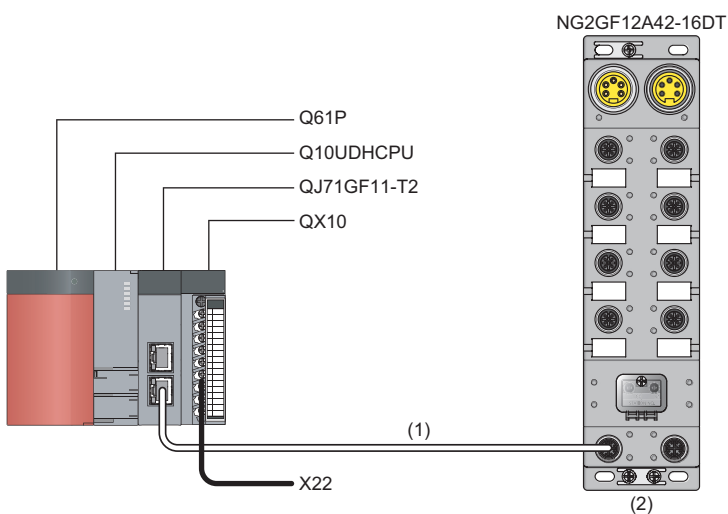 NG2GF12A42-16DT
Q61P
Q10UDHCPU
QJ71GF11-T2
QX10
(1)
X22
(2)